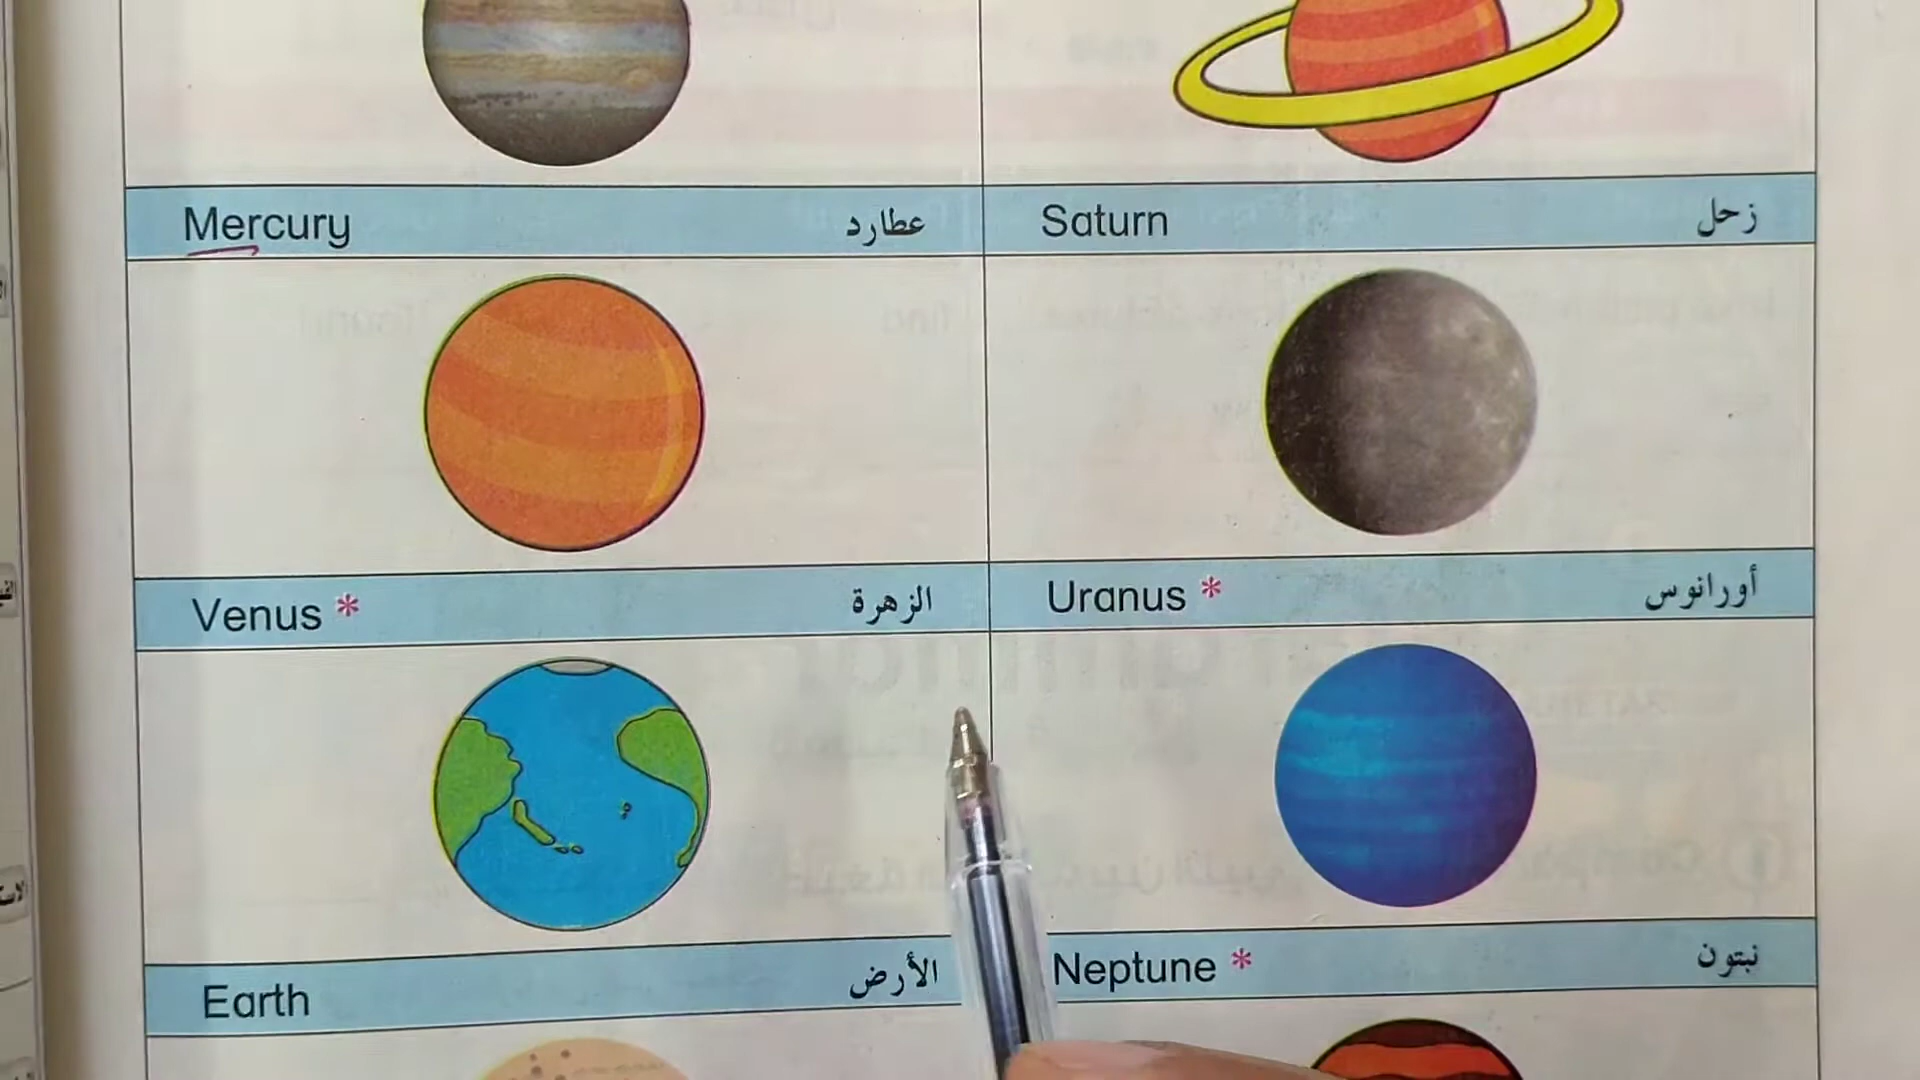 Mercury عطارد
Saturn زحل
Venus * الزهرة
Uranus * أورانوس
Earth الأرض
Neptune * نبتون